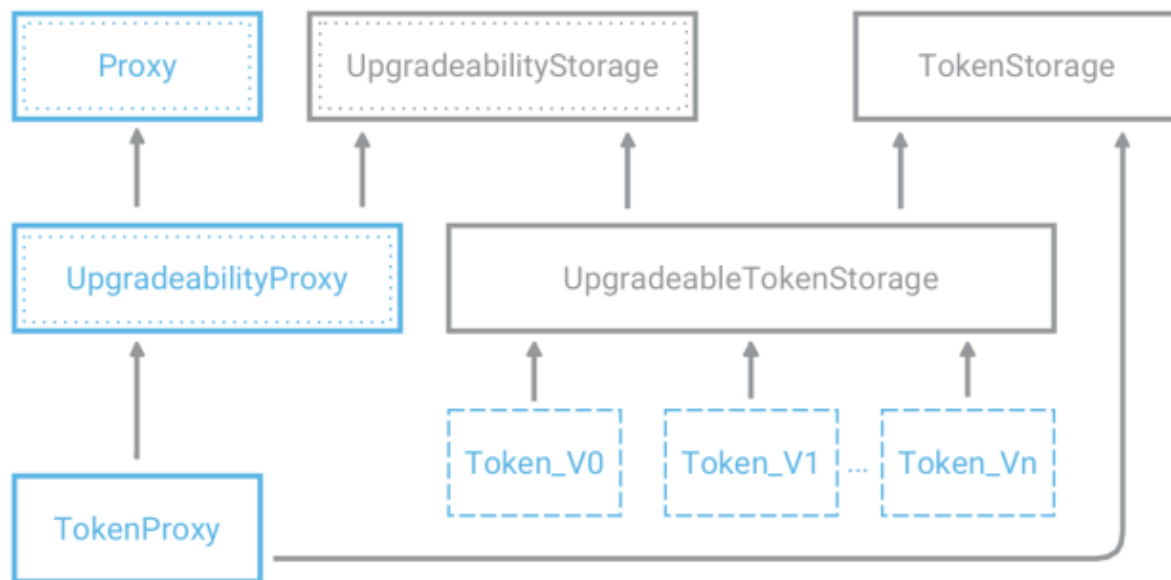 Proxy
UpgradeabilityStorage
TokenStorage
UpgradeabilityProxy
UpgradeableTokenStorage
Token_V0
Token_V1
...
Token_Vn
TokenProxy